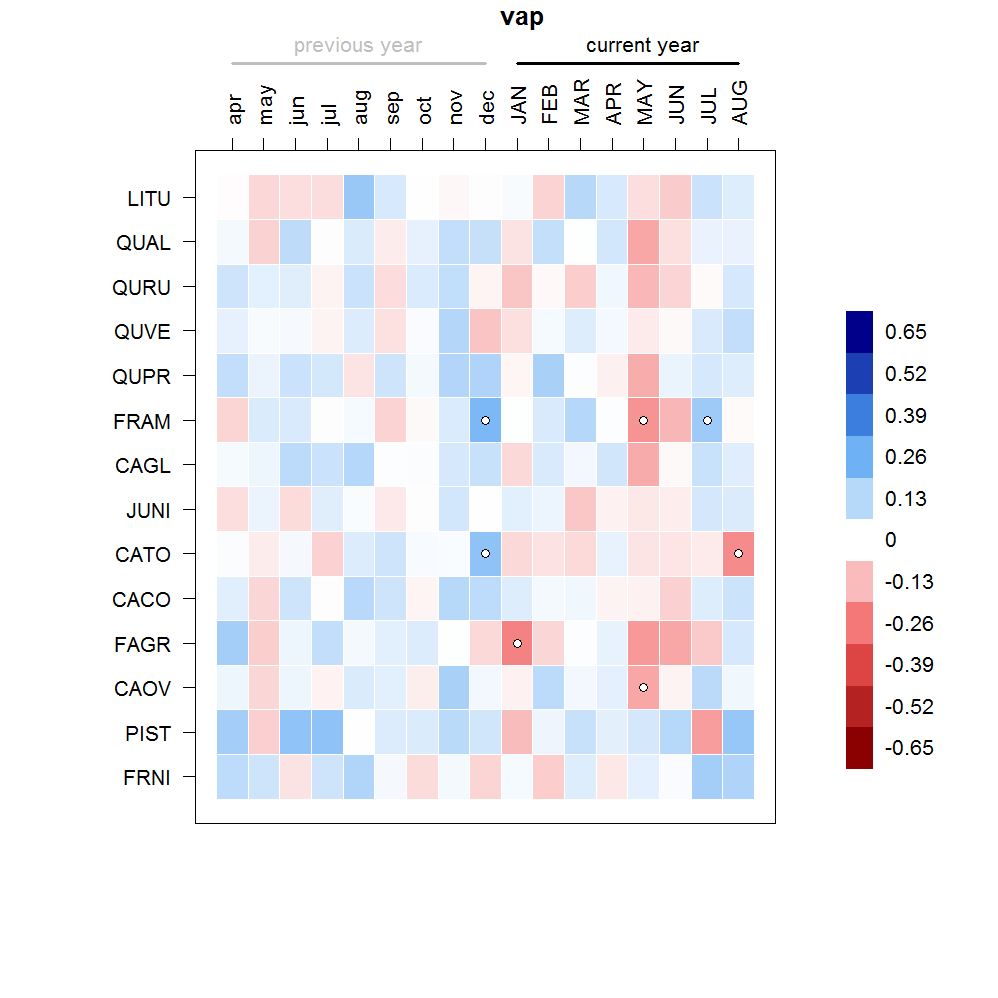 vap
previous year current year
apr may jun jul aug sep oct nov dec JAN FEB MAR APR MAY JUN JUL AUG
LITU
QUAL
QURU
QUVE
QUPR
FRAM
CAGL
JUNI
CATO
CACO
FAGR
CAOV
PIST
FRNI
0.65
0.52
0.39
0.26
0.13
0
-0.13
-0.26
-0.39
-0.52
-0.65